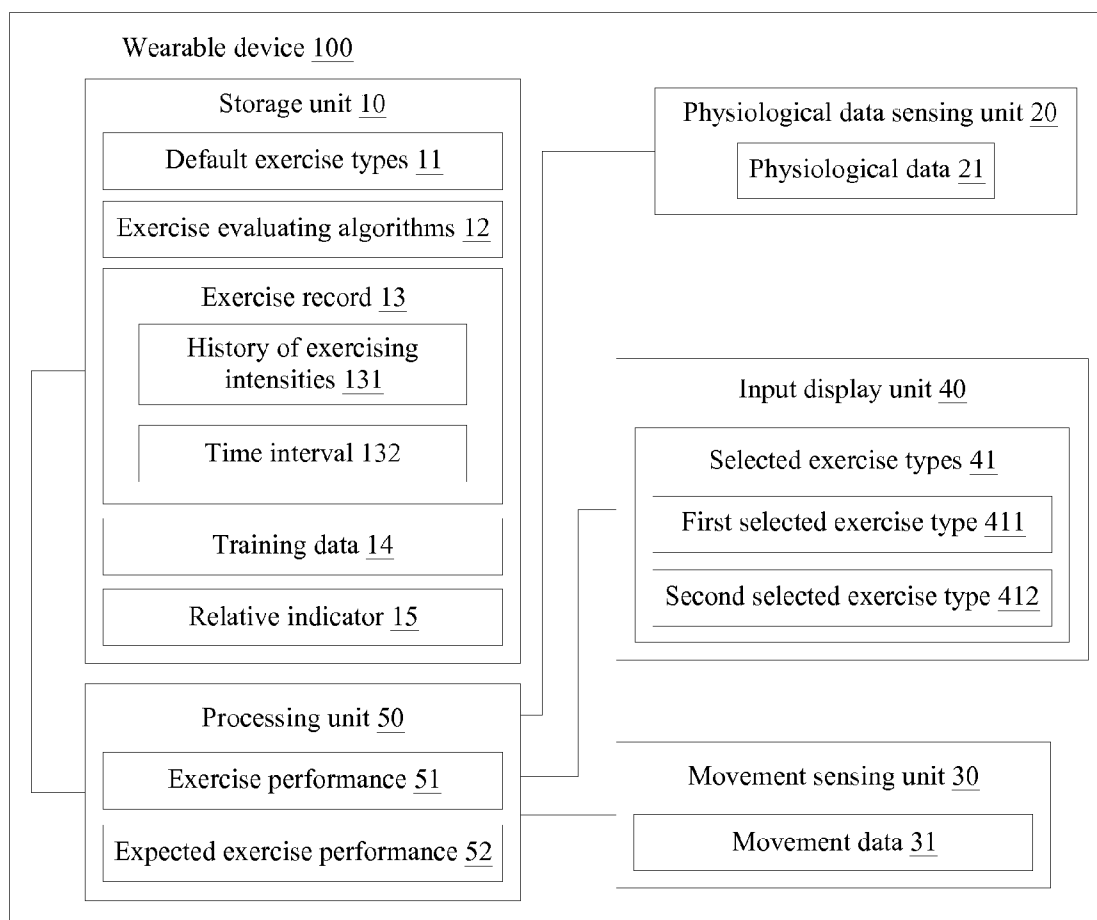 Wearable device 100
Storage unit 10
Default exercise types 11
Exercise evaluating algorithms 12
Exercise record 13
History of exercising
intensities 131
Time interval 132
Training data 14
Relative indicator 15
Processing unit 50
Exercise performance 51
Expected exercise performance 52
Physiological data sensing unit 20
Physiological data 21
Input display unit 40
Selected exercise types 41
First selected exercise type 411
Second selected exercise type 412
Movement sensing unit 30
Movement data 31